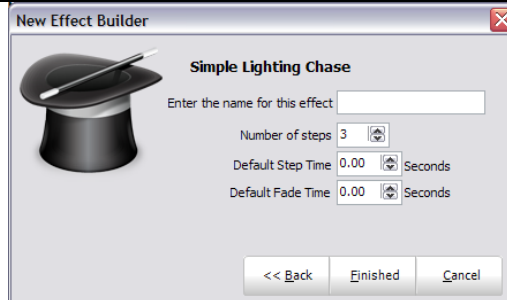 New Effect Builder
Simple Lighting Chase
Enter the name for this effect
Number of steps 3
Default Step Time 0.00 Seconds
Default Fade Time 0.00 Seconds
<< Back Finished Cancel